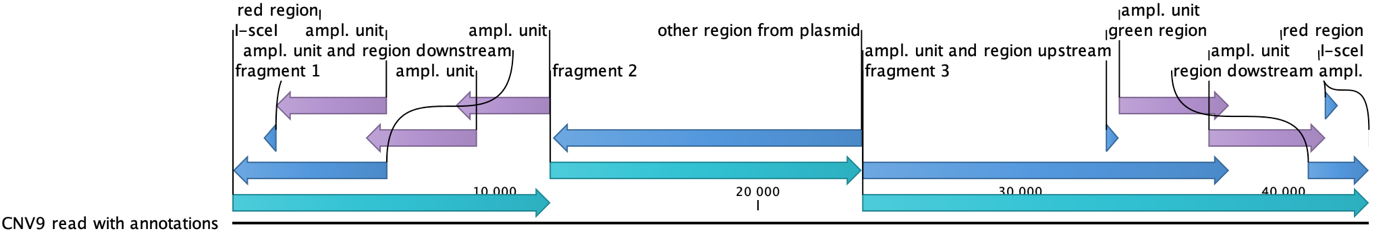 red region
ampl. unit
I-sceI
ampl. unit
ampl. unit
other region from plasmid
green region
red region
ampl. unit and region downstream
ampl. unit and region upstream
ampl. unit
I-sceI
fragment 1
ampl. unit
fragment 2
fragment 3
region downstream ampl.
10 000
20 000
30 000
40 000
CNV9 read with annotations